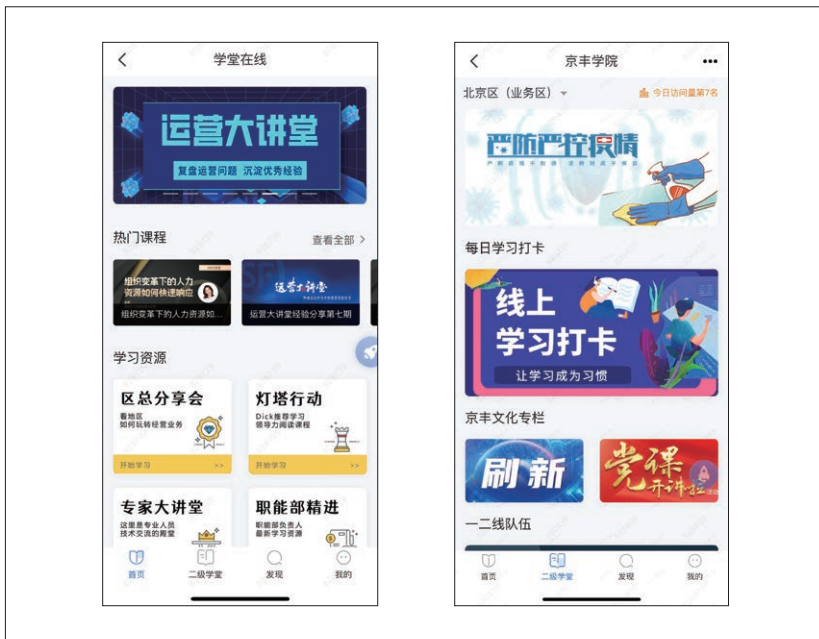 学堂在线
运营大讲堂
复盘运营问题 沉淀优秀经验
热门课程
查看全部 >
组织变革下的人力
资源如何快速响应
组织变革下的人力资源如...
运营大讲堂
运营大讲堂经验分享第七期
学习资源
区总分享会
看地区
如何玩转经营业务
开始学习 >>
灯塔行动
Dick推荐学习
领导力阅读课程
开始学习 >>
专家大讲堂
这里是专业人员
技术交流的殿堂
职能部精进
职能部负责人
最新学习资源
首页
二级学堂
发现
我的
京丰学院
北京区（业务区）
今日访问量第7名
严防严控疫情
每日学习打卡
线上
学习打卡
让学习成为习惯
京丰文化专栏
刷新
党课
开讲啦
活动
一二线队伍
首页
二级学堂
发现
我的